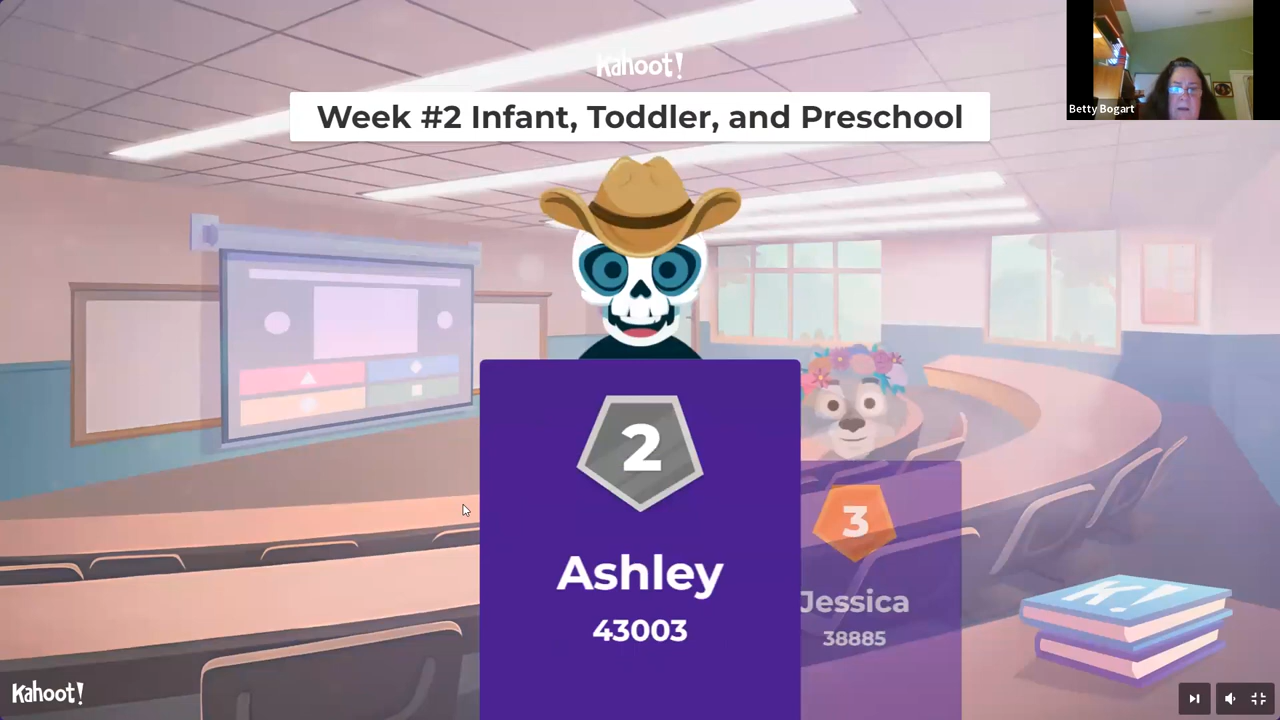 Kahoot!
Betty Bogart
Week #2 Infant, Toddler, and Preschool
2
3
Ashley
43003
Jessica
38885
K!
Kahoot!